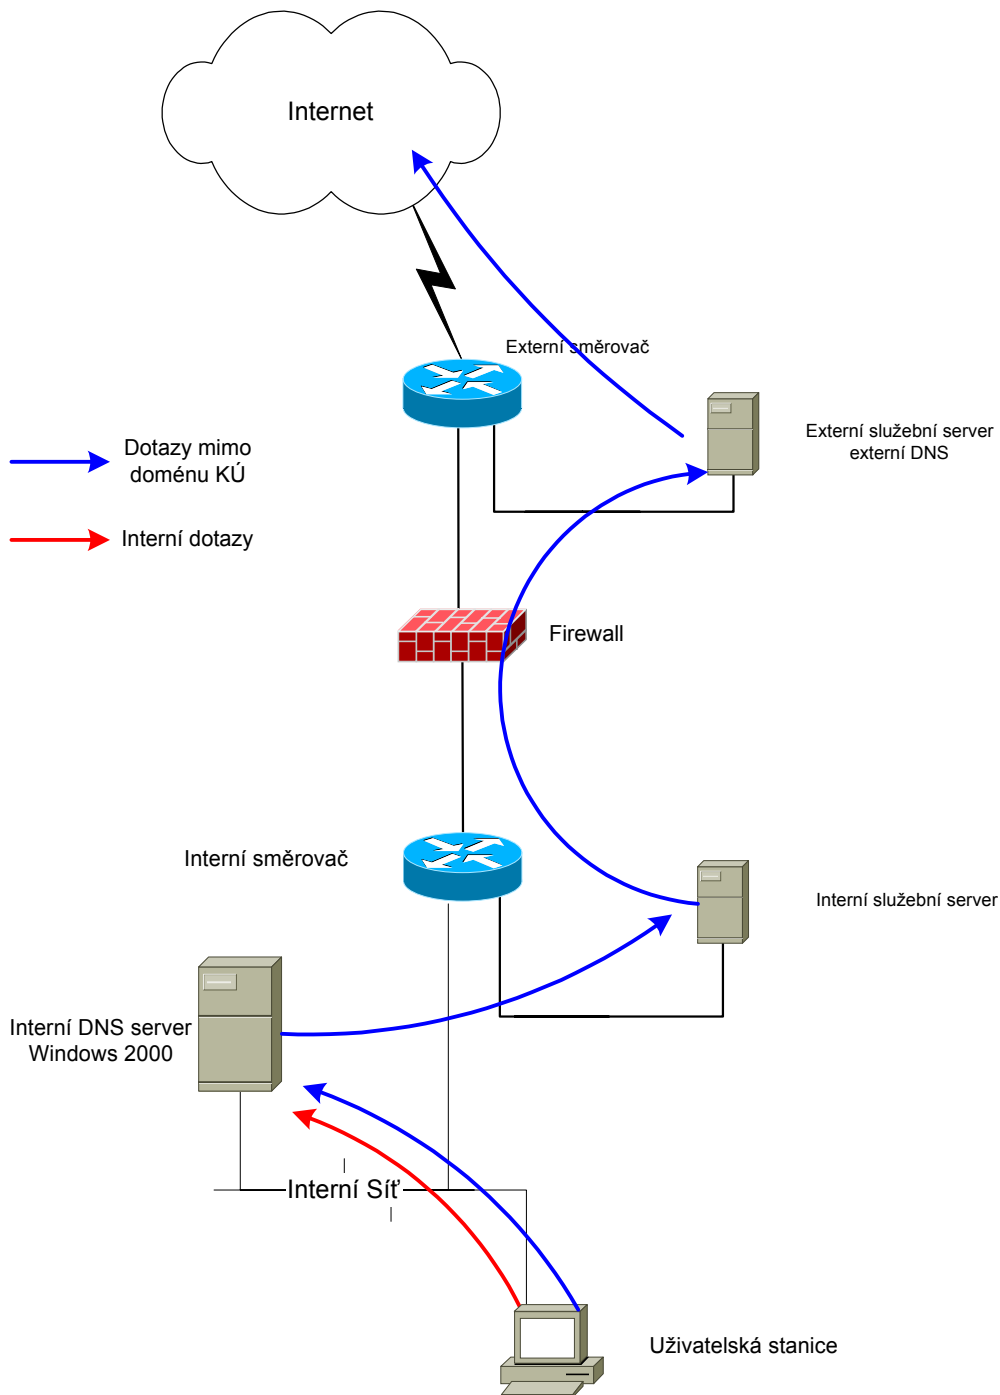 Internet
Externí směrovač
Externí služební server
externí DNS
Dotazy mimo
doménu KÚ
Interní dotazy
Firewall
Interní směrovač
Interní služební server
Interní DNS server
Windows 2000
Interní Síť
Uživatelská stanice